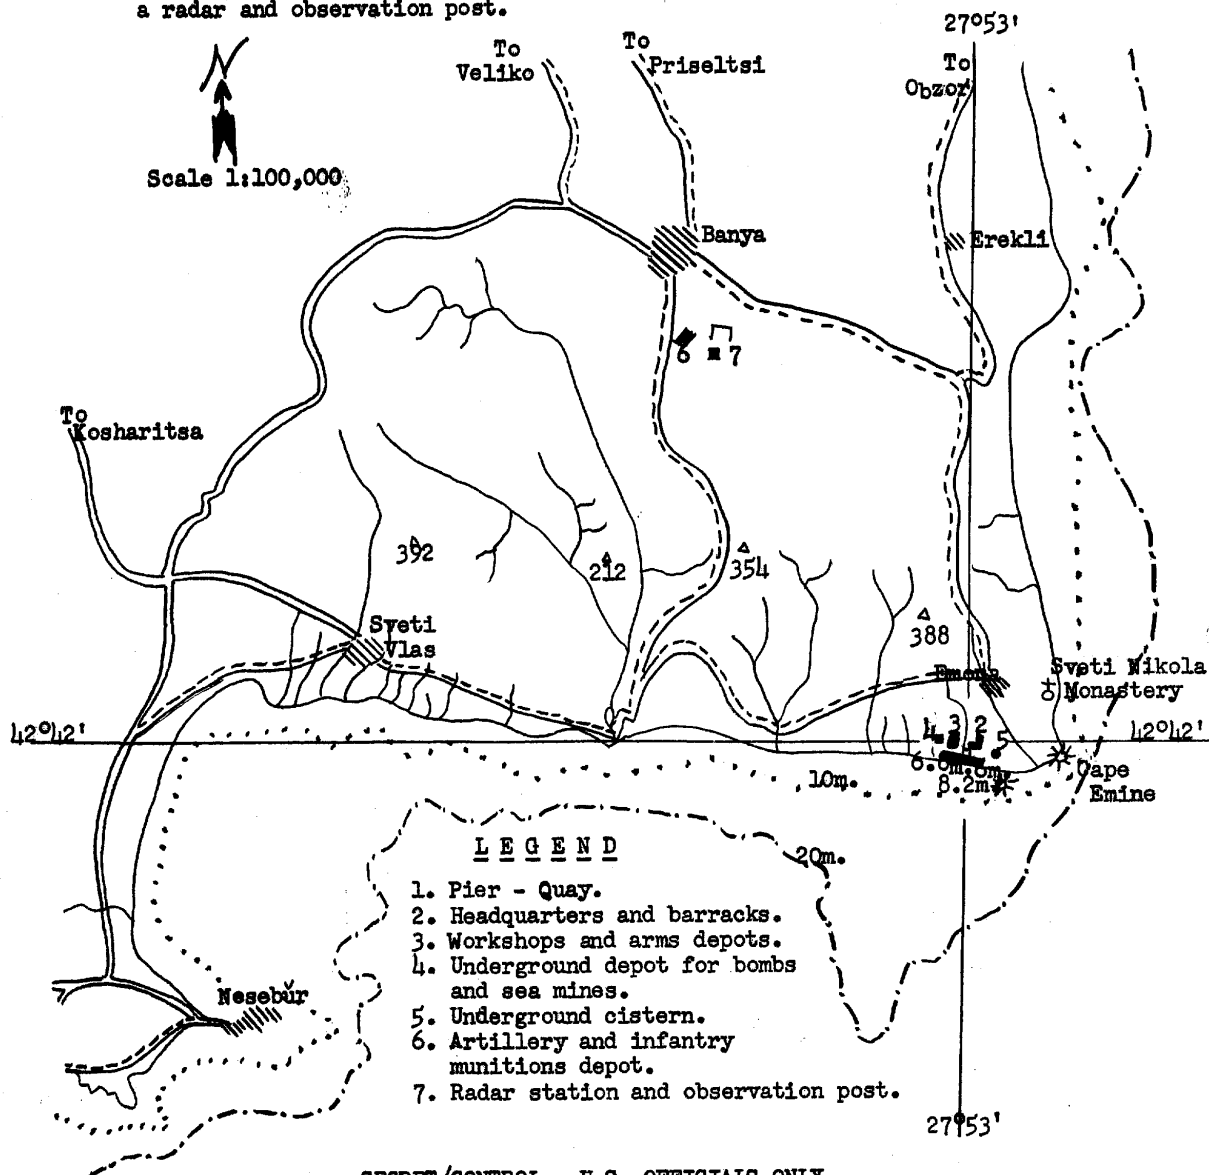 a radar and observation post.
27°53'
N
To
Veliko
To
Priseltsi
To
Obzor
Scale 1:100,000
Banya
Erekli
6 7
To
Kosharitsa
392
212
354
388
Sveti
Vlas
Emona
Sveti Nikola
Monastery
42°42'
4 3 2
5
42°42'
8.2m
10m.
Cape
Emine
20m.
LEGEND
1. Pier - Quay.
2. Headquarters and barracks.
3. Workshops and arms depots.
4. Underground depot for bombs
and sea mines.
5. Underground cistern.
6. Artillery and infantry
munitions depot.
7. Radar station and observation post.
Nesebŭr
27°53'
SECRET/CONTROL - U.S. OFFICIALS ONLY